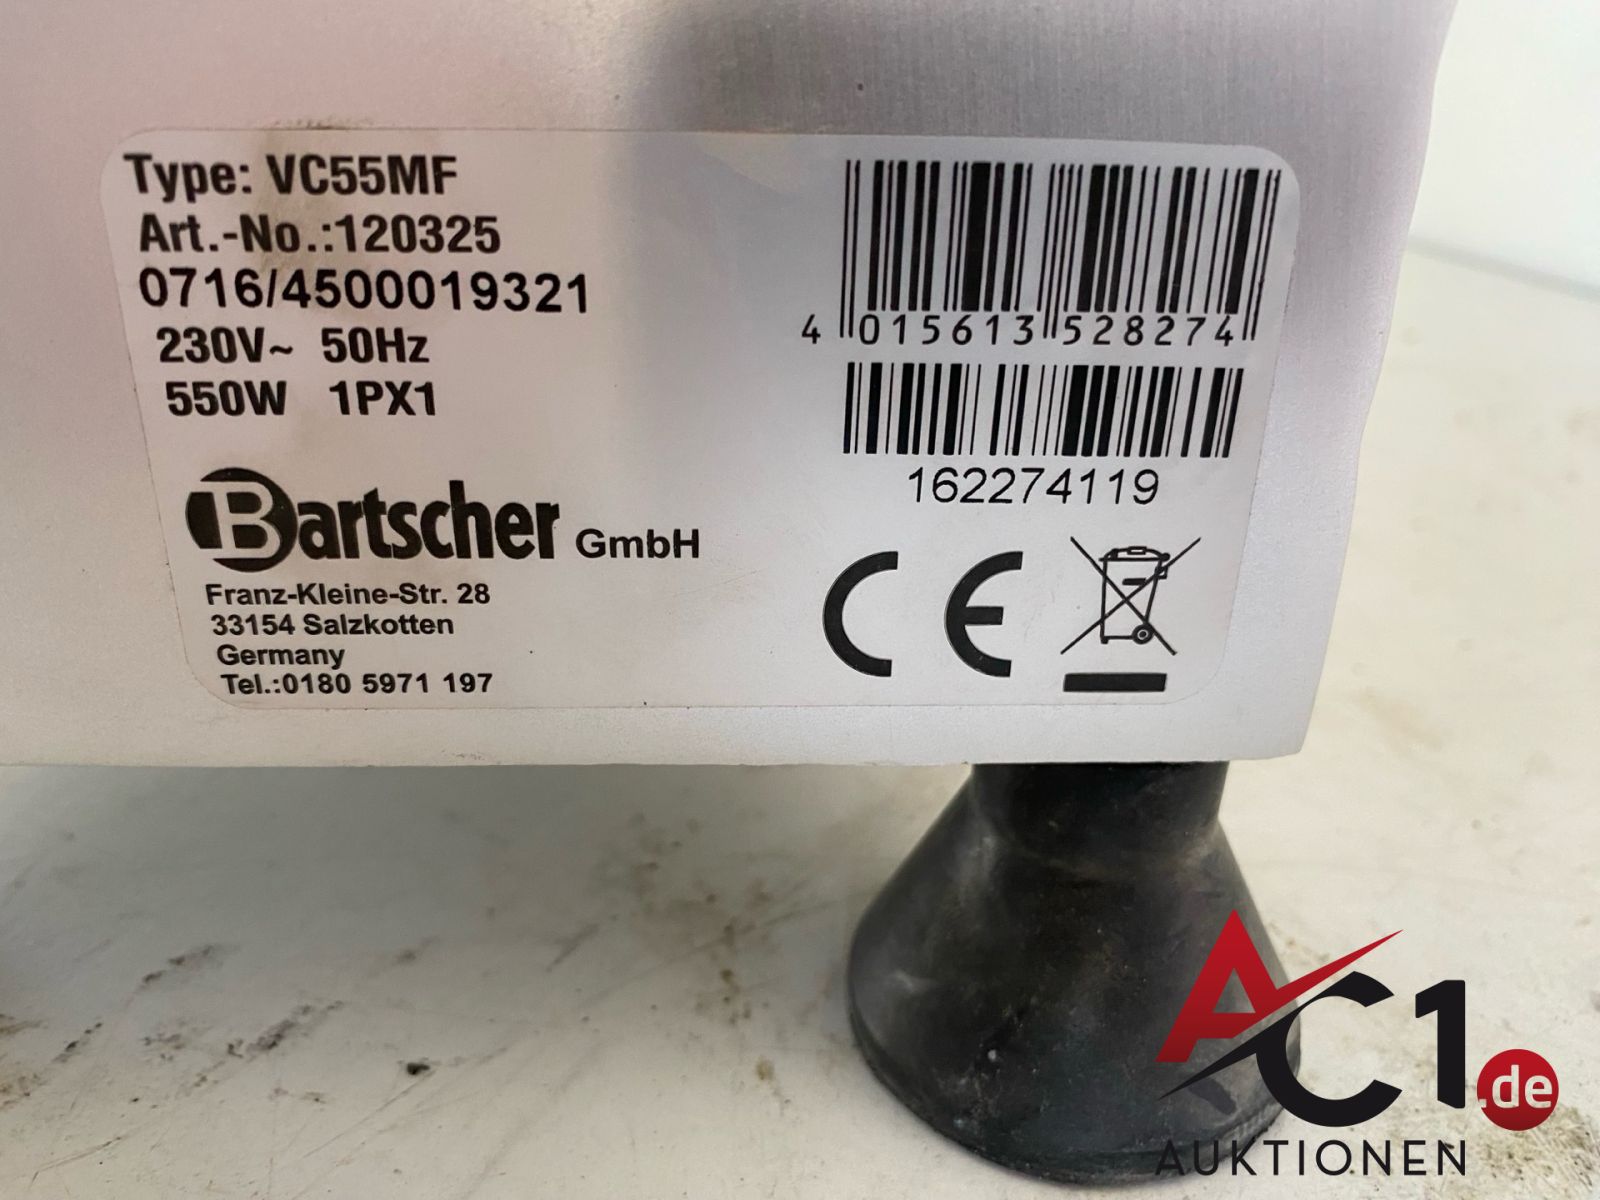 Type: VC55MF
Art.-No.:120325
0716/4500019321
230V~ 50Hz
550W 1PX1
Bartscher GmbH
Franz-Kleine-Str. 28
33154 Salzkotten
Germany
Tel.:0180 5971 197
4 015613 528274
162274119
CE
AC1.de
AUKTIONEN